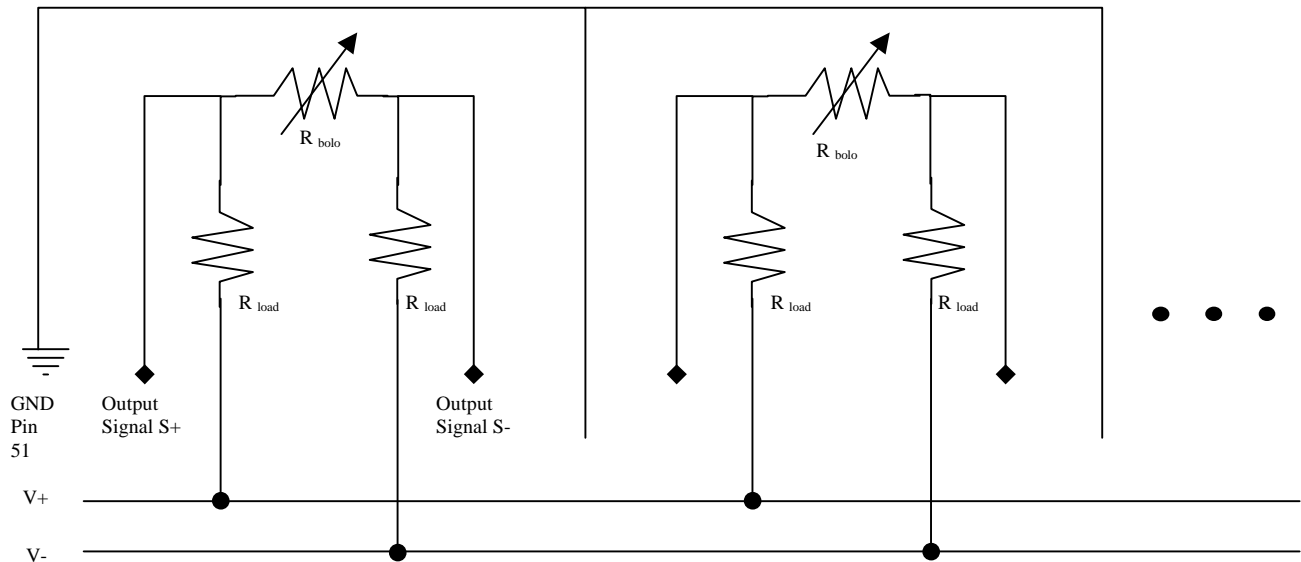 R bolo
R bolo
R load
R load
R load
R load
GND
Pin
51
Output
Signal S+
Output
Signal S-
V+
V-